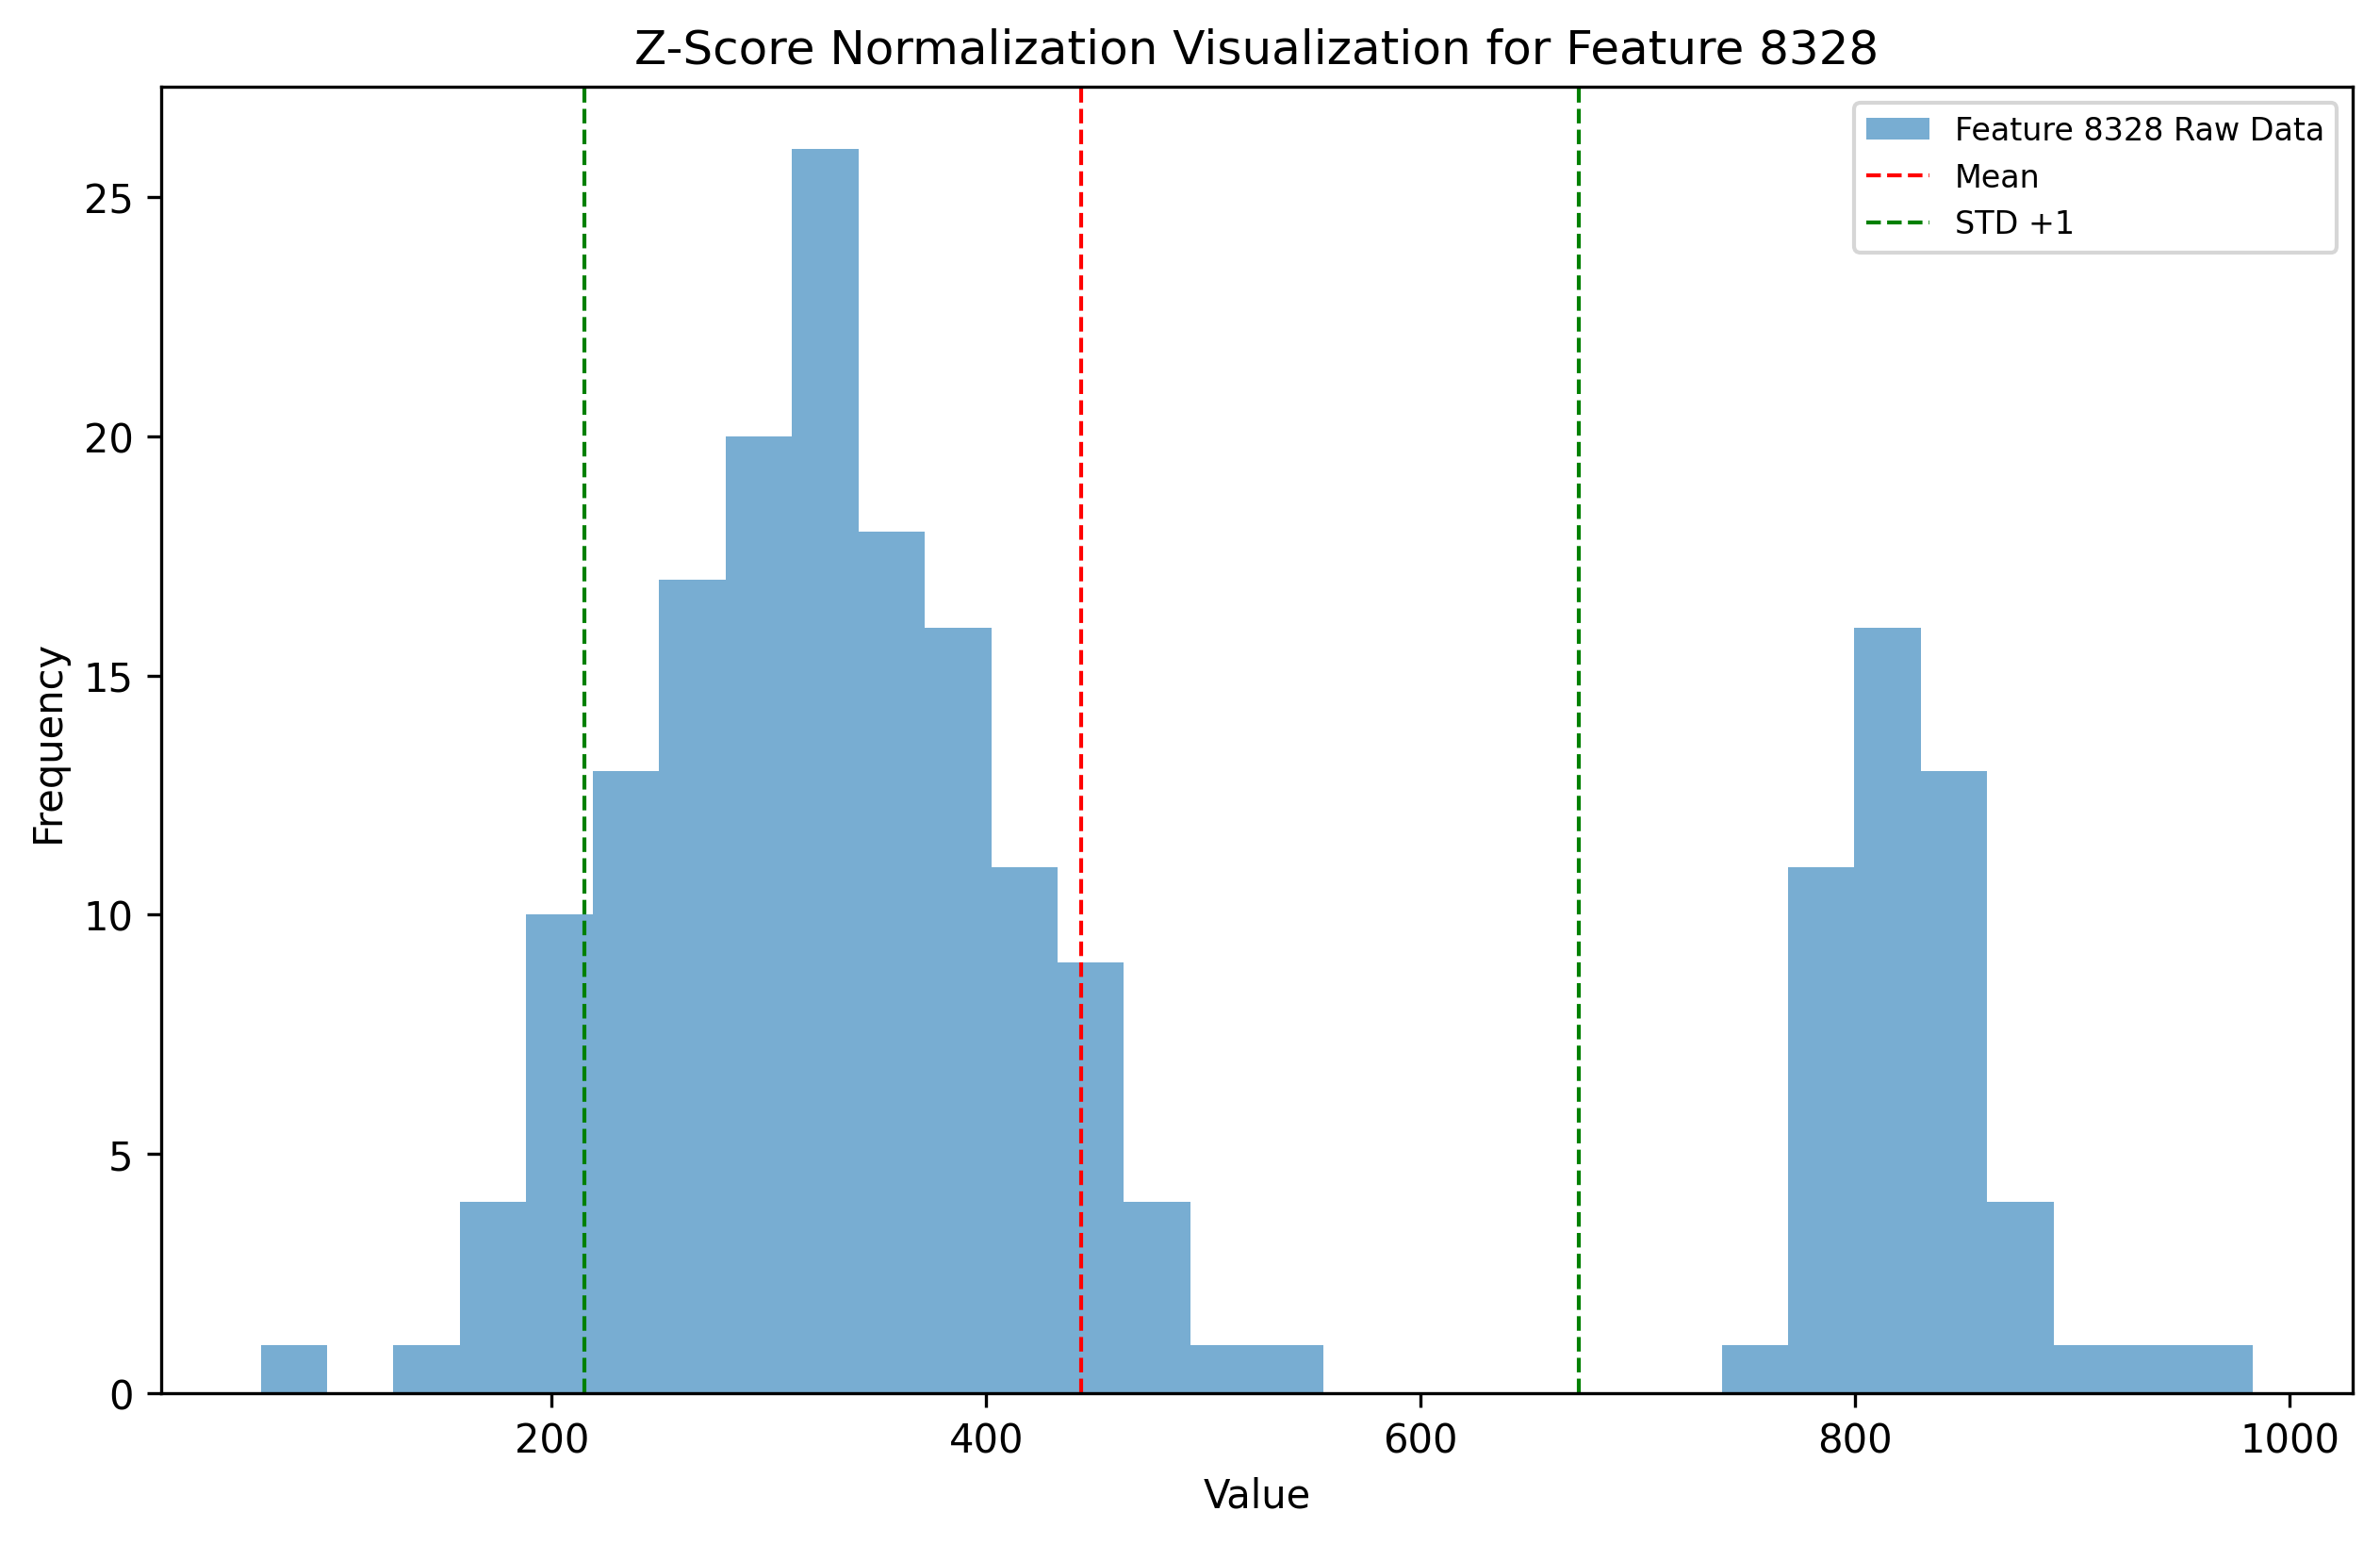 Z-Score Normalization Visualization for Feature 8328
Feature 8328 Raw Data
Mean
STD +1
25
20
15
10
5
0
Frequency
200
400
600
800
1000
Value